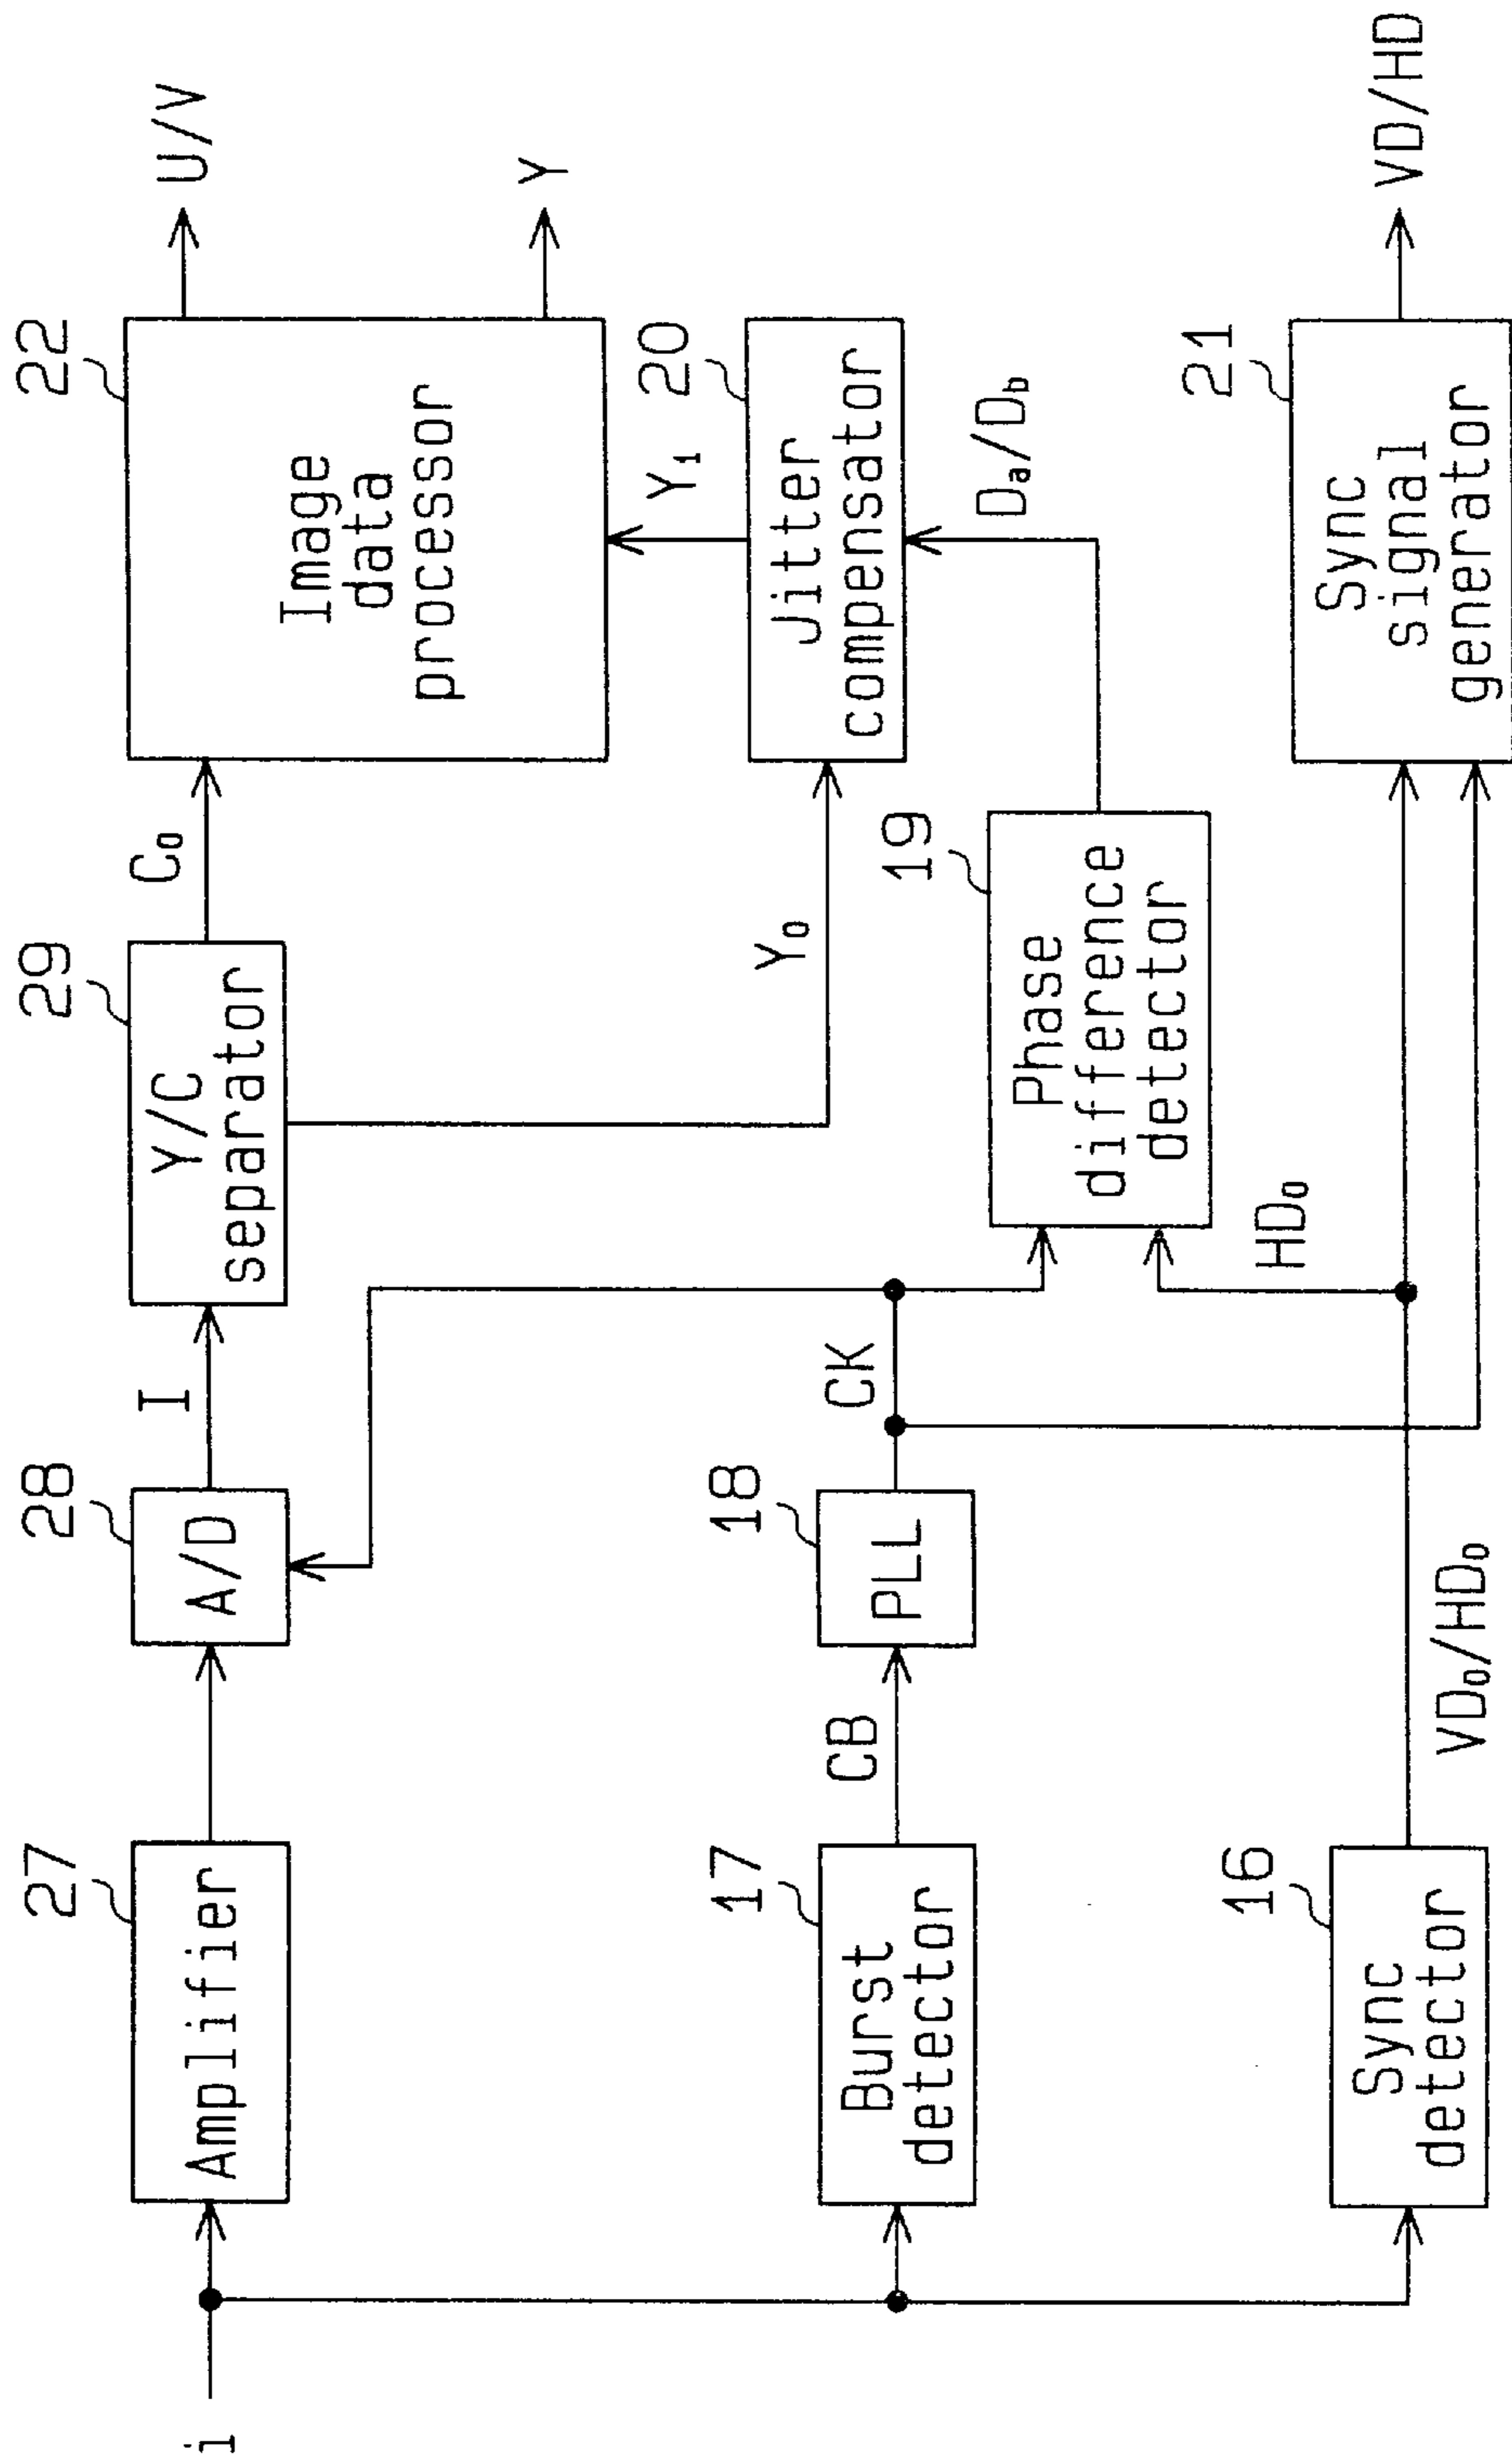 i
27
Amplifier
28
A/D
I
29
Y/C
separator
C₀
22
Image
data
processor
U/V
Y
17
Burst
detector
CB
18
PLL
CK
Y₀
20
Jitter
compensator
Y₁
19
Phase
difference
detector
Dₐ/D_b
HD₀
16
Sync
detector
VD₀/HD₀
21
Sync
signal
generator
VD/HD